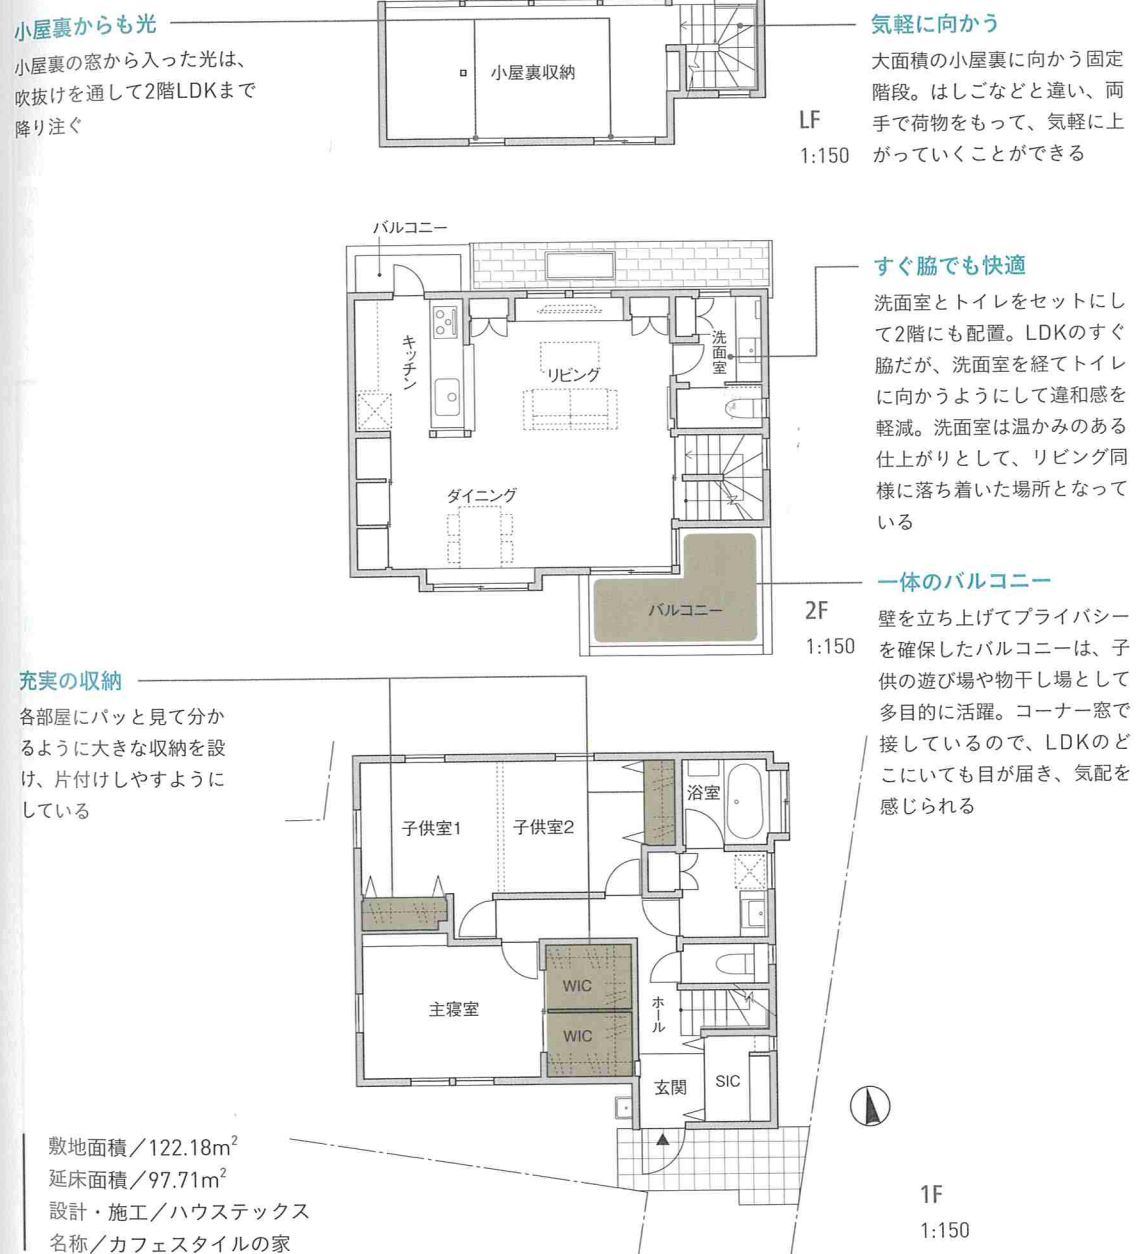 小屋裏からも光
小屋裏の窓から入った光は、
吹抜けを通して2階LDKまで
降り注ぐ
小屋裏収納
LF
1:150
気軽に向かう
大面積の小屋裏に向かう固定
階段。はしごなどと違い、両
手で荷物をもって、気軽に上
がっていくことができる
バルコニー
キッチン
リビング
洗面室
ダイニング
バルコニー
2F
1:150
すぐ脇でも快適
洗面室とトイレをセットにし
て2階にも配置。LDKのすぐ
脇だが、洗面室を経てトイレ
に向かうようにして違和感を
軽減。洗面室は温かみのある
仕上がりとして、リビング同
様に落ち着いた場所となって
いる
一体のバルコニー
壁を立ち上げてプライバシー
を確保したバルコニーは、子
供の遊び場や物干し場として
多目的に活躍。コーナー窓で
接しているので、LDKのど
こにいても目が届き、気配を
感じられる
充実の収納
各部屋にパッと見て分か
るように大きな収納を設
け、片付けしやすように
している
子供室1
子供室2
浴室
主寝室
WIC
WIC
ホール
玄関
SIC
1F
1:150
敷地面積／122.18m²
延床面積／97.71m²
設計・施工／ハウステックス
名称／カフェスタイルの家